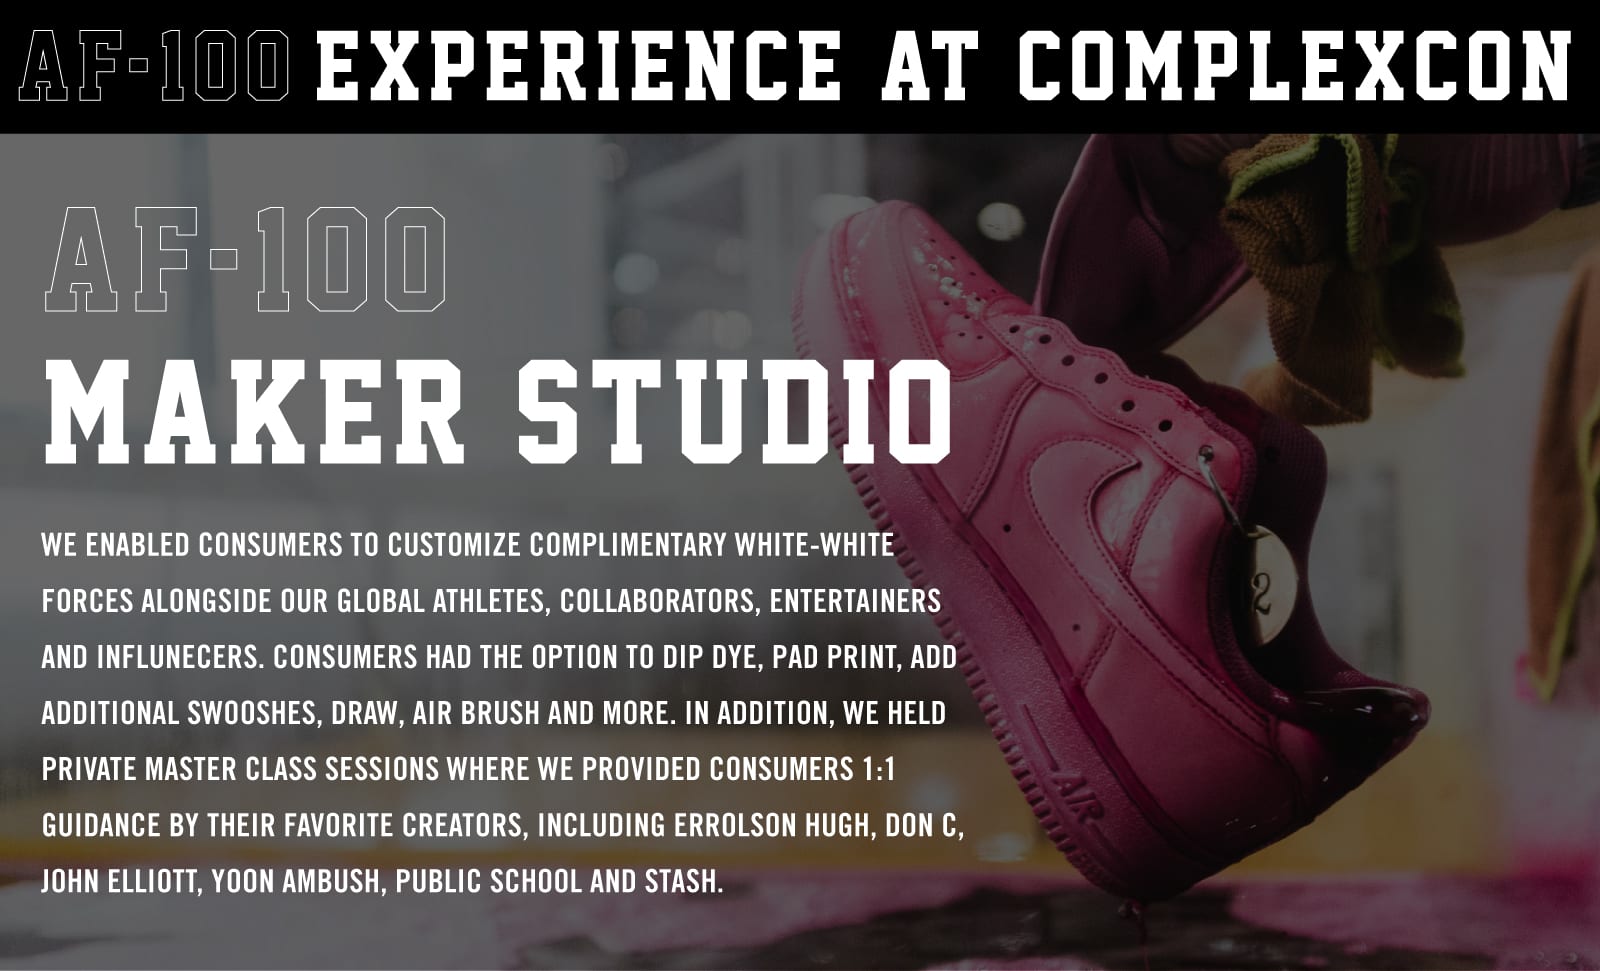 AF-100 EXPERIENCE AT COMPLEXCON
AF-100
MAKER STUDIO
WE ENABLED CONSUMERS TO CUSTOMIZE COMPLIMENTARY WHITE-WHITE
FORCES ALONGSIDE OUR GLOBAL ATHLETES, COLLABORATORS, ENTERTAINERS
AND INFLUNECERS. CONSUMERS HAD THE OPTION TO DIP DYE, PAD PRINT, ADD
ADDITIONAL SWOOSHES, DRAW, AIR BRUSH AND MORE. IN ADDITION, WE HELD
PRIVATE MASTER CLASS SESSIONS WHERE WE PROVIDED CONSUMERS 1:1
GUIDANCE BY THEIR FAVORITE CREATORS, INCLUDING ERROLSON HUGH, DON C,
JOHN ELLIOTT, YOON AMBUSH, PUBLIC SCHOOL AND STASH.
2
AIR